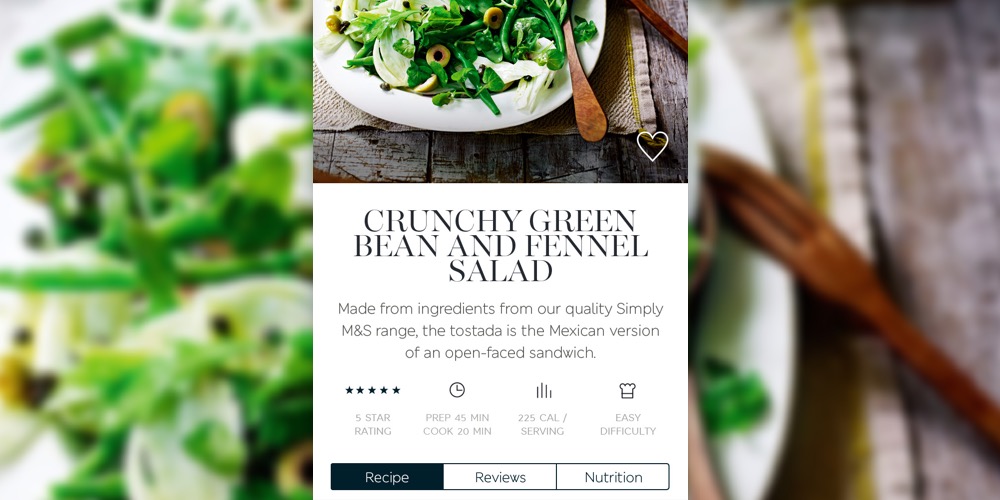 CRUNCHY GREEN
BEAN AND FENNEL
SALAD
Made from ingredients from our quality Simply
M&S range, the tostada is the Mexican version
of an open-faced sandwich.
5 STAR
RATING
PREP 45 MIN
COOK 20 MIN
225 CAL /
SERVING
EASY
DIFFICULTY
Recipe
Reviews
Nutrition